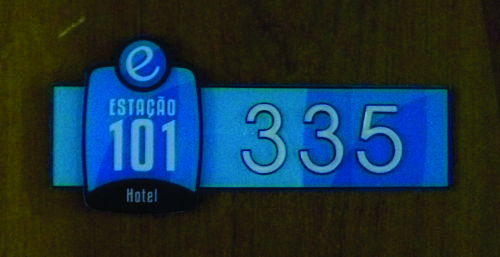 e
ESTAÇÃO
101
Hotel
335